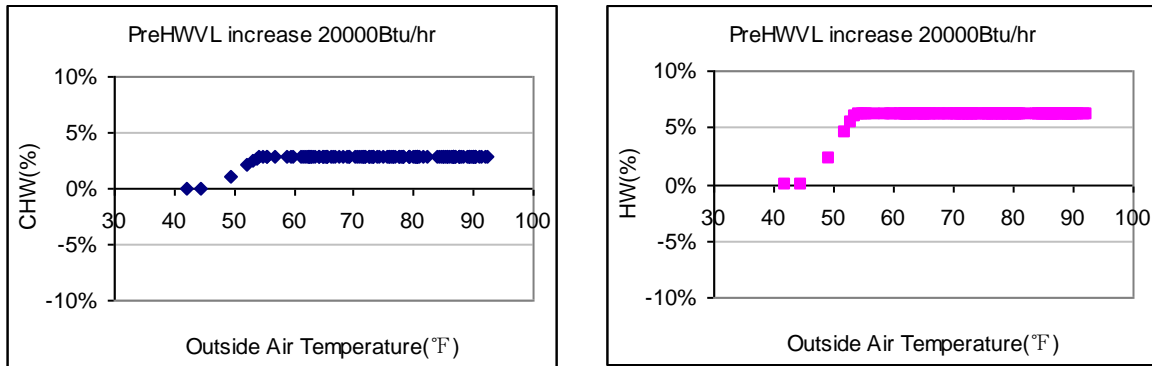 PreHWVL increase 20000Btu/hr
10%
5%
0%
-5%
-10%
30 40 50 60 70 80 90 100
CHW(%)
Outside Air Temperature(℉)
PreHWVL increase 20000Btu/hr
10%
5%
0%
-5%
-10%
30 40 50 60 70 80 90 100
HW(%)
Outside Air Temperature(℉)